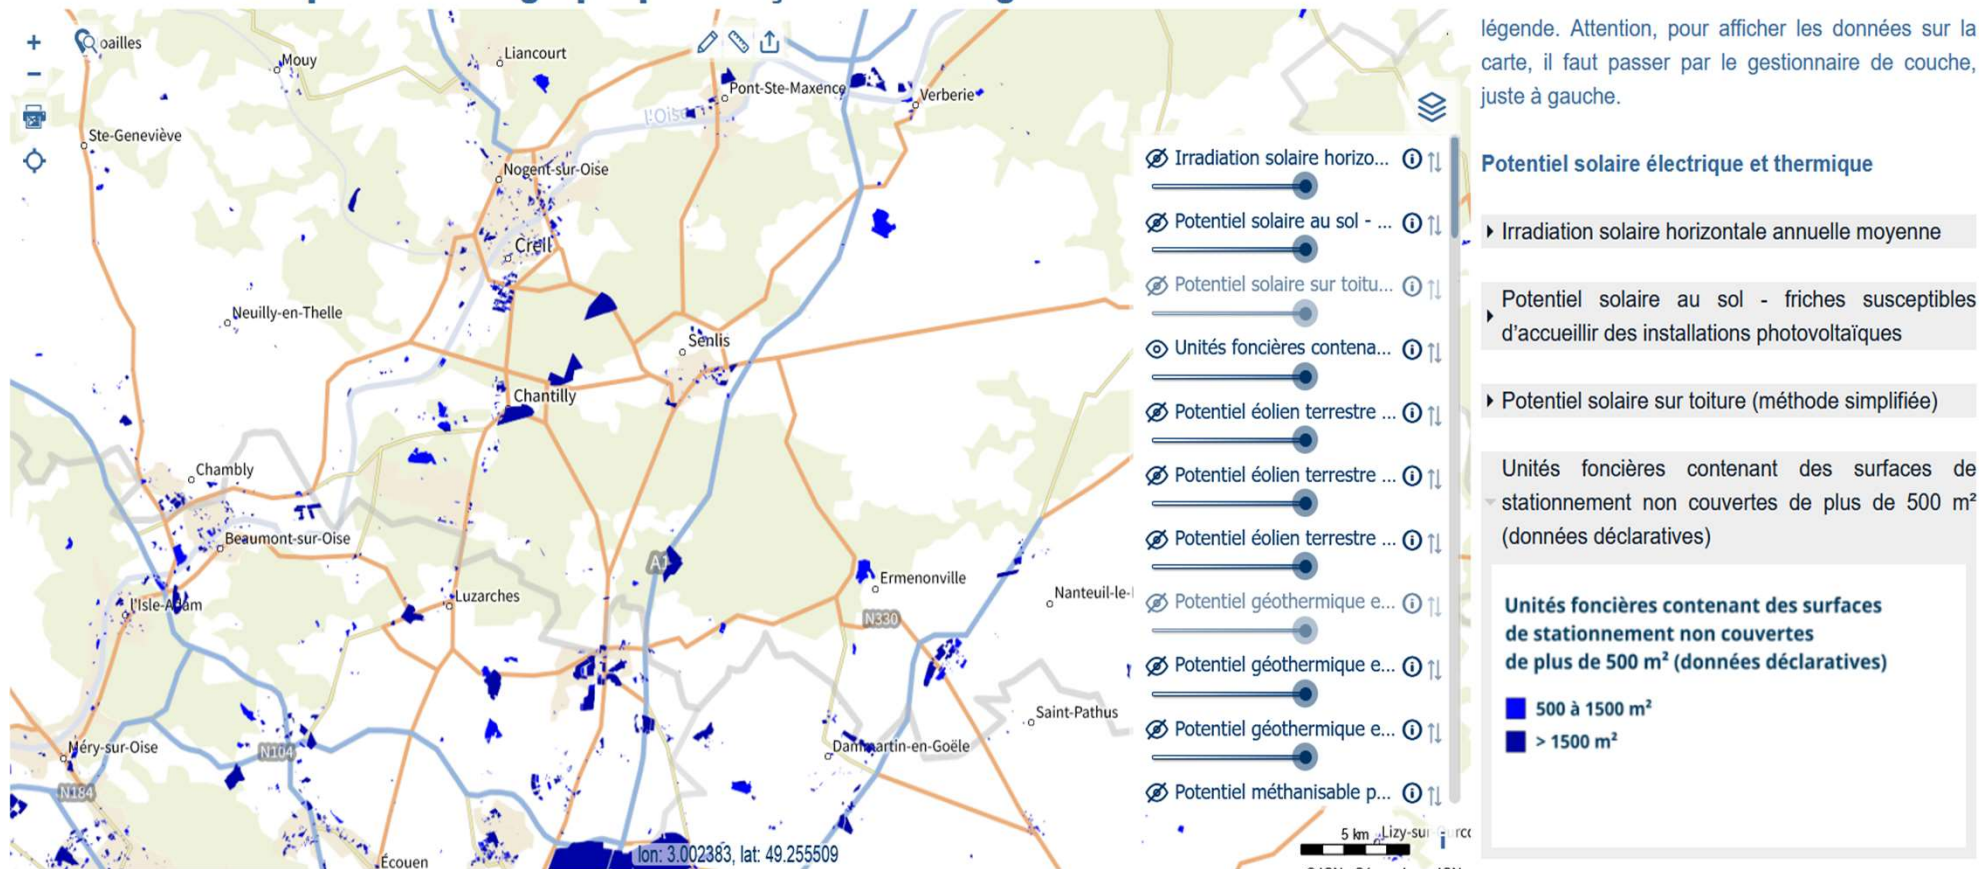 oailles
Mouy
Liancourt
Pont-Ste-Maxence
Verberie
l'Oise
Ste-Geneviève
Nogent-sur-Oise
Creil
Neuilly-en-Thelle
Senlis
Chantilly
Chambly
Beaumont-sur-Oise
A1
Ermenonville
Nanteuil-le-
l'Isle-Adam
Luzarches
N330
Saint-Pathus
Méry-sur-Oise
N104
Dammartin-en-Goële
N184
Écouen
lon: 3.002383, lat: 49.255509
5 km
Lizy-sur-Ourcq
Irradiation solaire horizo...
Potentiel solaire au sol - ...
Potentiel solaire sur toitu...
Unités foncières contena...
Potentiel éolien terrestre ...
Potentiel éolien terrestre ...
Potentiel éolien terrestre ...
Potentiel géothermique e...
Potentiel géothermique e...
Potentiel géothermique e...
Potentiel méthanisable p...
légende. Attention, pour afficher les données sur la
carte, il faut passer par le gestionnaire de couche,
juste à gauche.
Potentiel solaire électrique et thermique
Irradiation solaire horizontale annuelle moyenne
Potentiel solaire au sol - friches susceptibles
d'accueillir des installations photovoltaïques
Potentiel solaire sur toiture (méthode simplifiée)
Unités foncières contenant des surfaces de
stationnement non couvertes de plus de 500 m²
(données déclaratives)
Unités foncières contenant des surfaces
de stationnement non couvertes
de plus de 500 m² (données déclaratives)
500 à 1500 m²
> 1500 m²